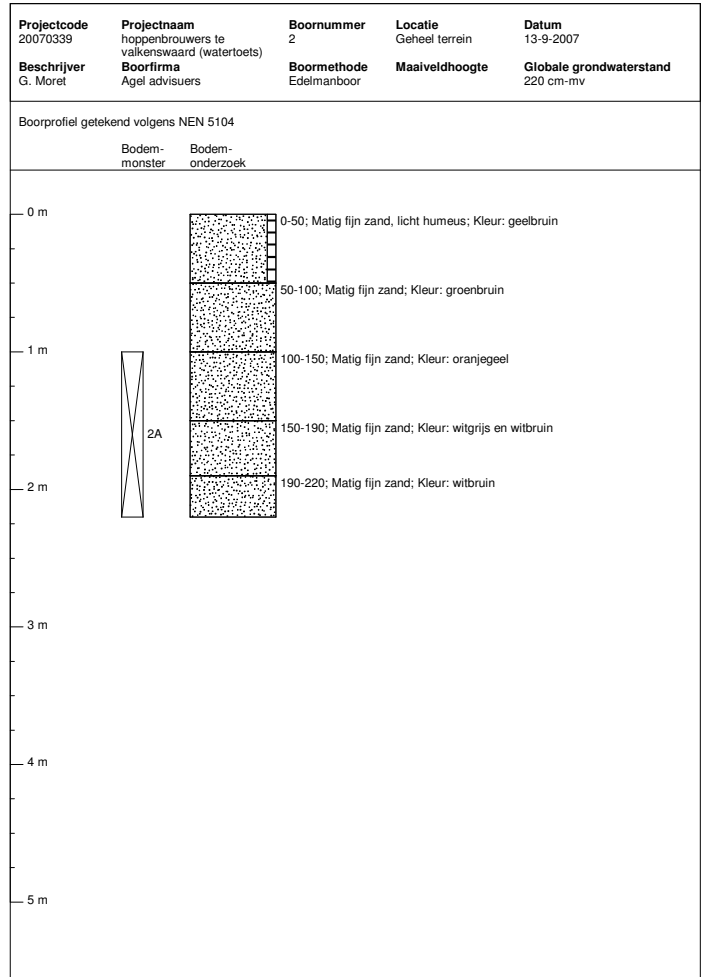 Projectcode Projectnaam Boornummer Locatie Datum
20070339 hoppenbrouwers te 2 Geheel terrein 13-9-2007
valkenswaard (watertoets)
Beschrijver Boorfirma Boormethode Maaiveldhoogte Globale grondwaterstand
G. Moret Agel advisuers Edelmanboor 220 cm-mv
Boorprofiel getekend volgens NEN 5104
Bodem- Bodem-
monster onderzoek
0 m
0-50; Matig fijn zand, licht humeus; Kleur: geelbruin
50-100; Matig fijn zand; Kleur: groenbruin
1 m
100-150; Matig fijn zand; Kleur: oranjegeel
2A
150-190; Matig fijn zand; Kleur: witgrijs en witbruin
190-220; Matig fijn zand; Kleur: witbruin
2 m
3 m
4 m
5 m